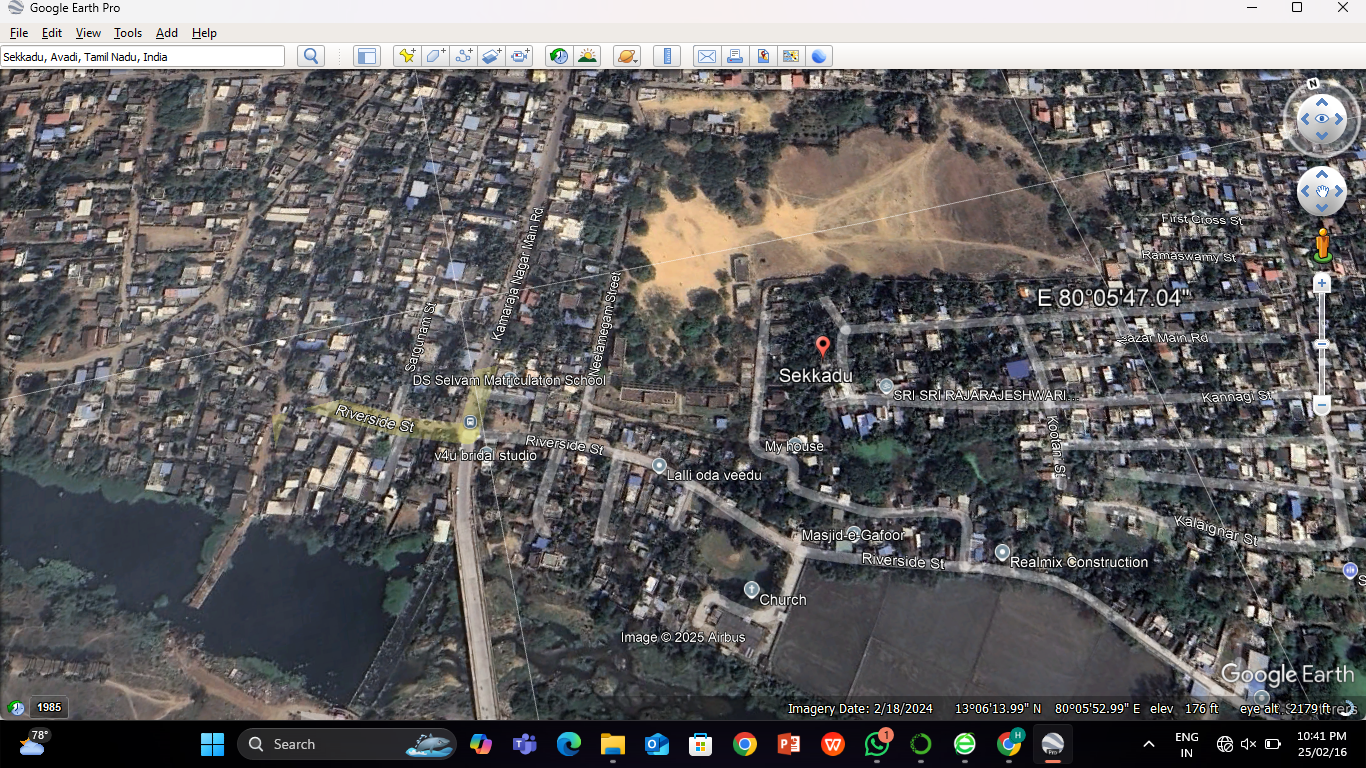 Google Earth Pro
File Edit View Tools Add Help
Sekkadu, Avadi, Tamil Nadu, India
N
First Cross St
Ramaswamy St
Kamaraja Nagar Main Rd
E 80°05'47.04"
Neelamegam Street
Sargunam St
Sekkadu
DS Selvam Matriculation School
SRI SRI RAJARAJESHWARI...
Kannagi St
Riverside St
Riverside St
My house
Koolan St
v4u bridal studio
Lalli oda veedu
Kalaignar St
Masjid-e-Gafoor
Riverside St
Realmix Construction
S
Church
Image © 2025 Airbus
Google Earth
1985
Imagery Date: 2/18/2024 13°06'13.99" N 80°05'52.99" E elev 176 ft eye alt 2179 ft
78°
Search
1
H
Pro
ENG
IN
10:41 PM
25/02/16